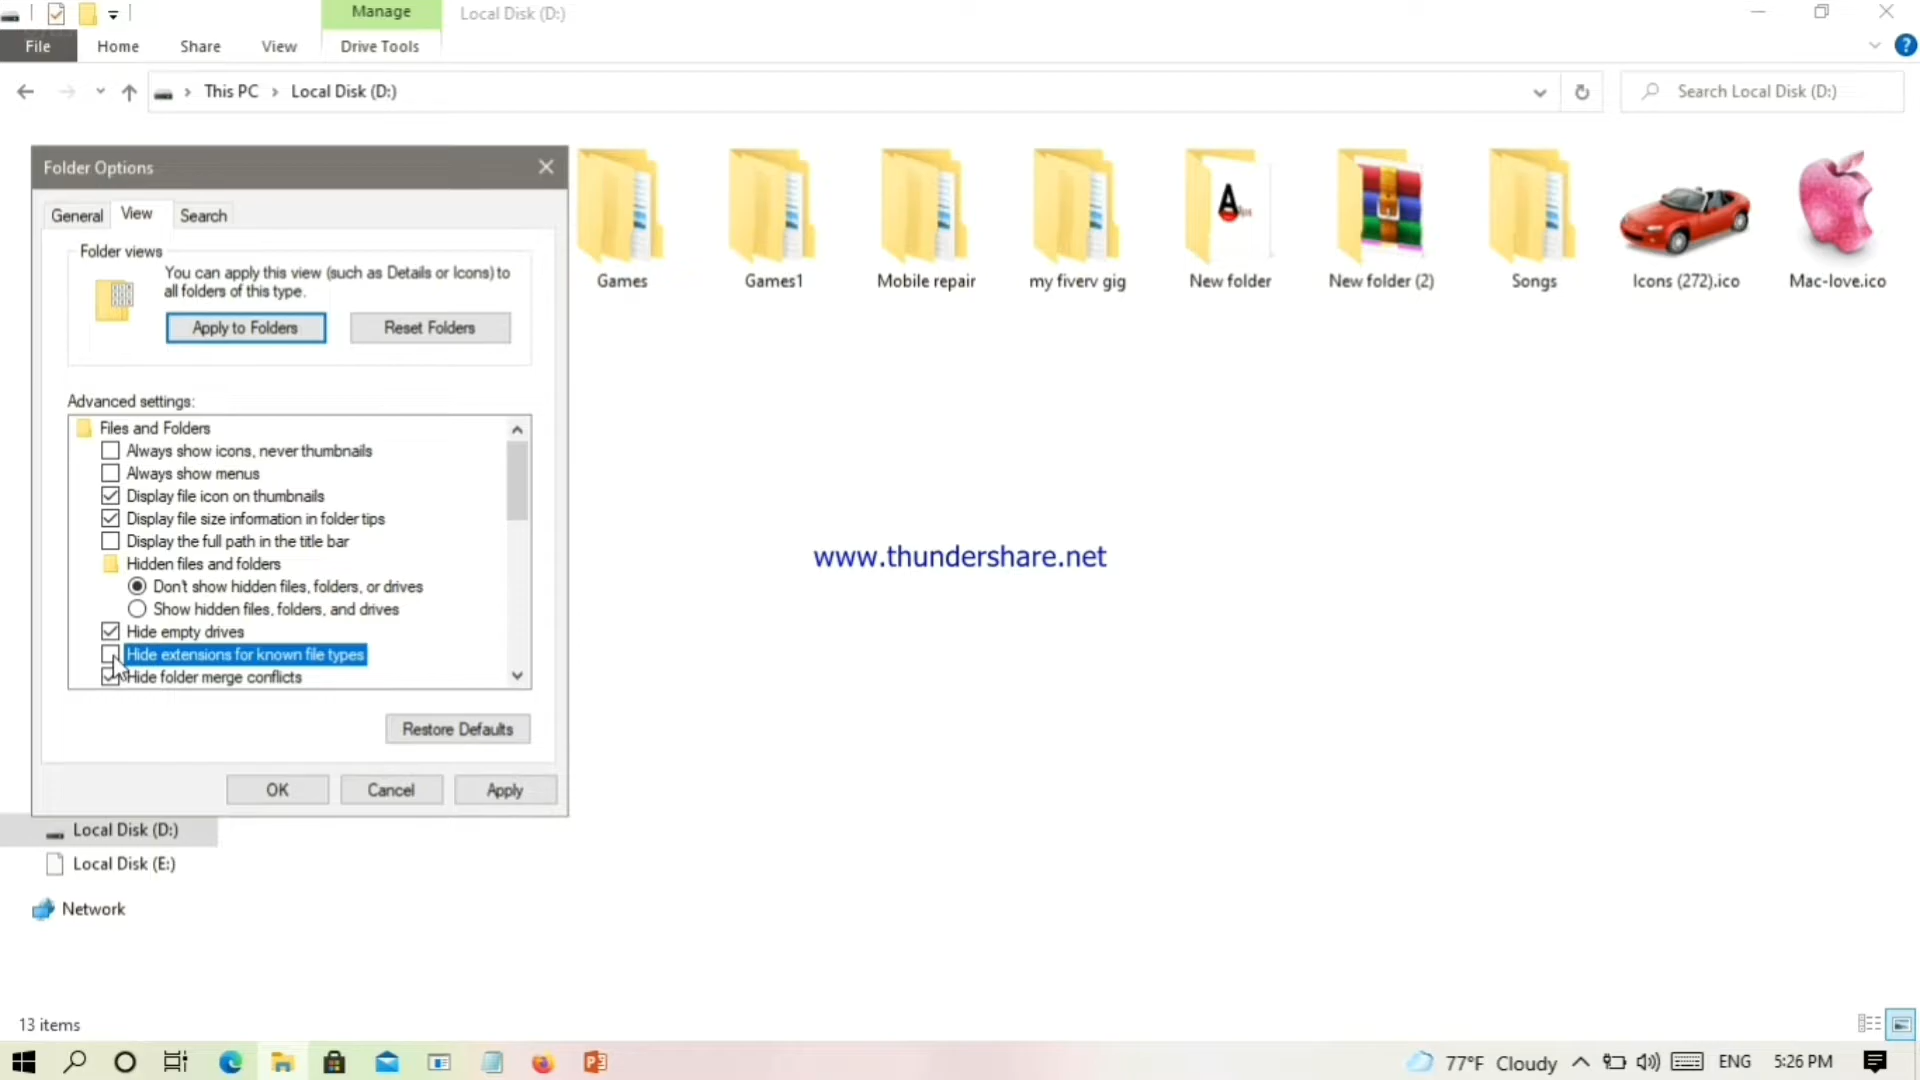 Manage
Local Disk (D:)
File
Home
Share
View
Drive Tools
This PC
Local Disk (D:)
Search Local Disk (D:)
Folder Options
General
View
Search
Folder views
You can apply this view (such as Details or Icons) to
all folders of this type.
Apply to Folders
Reset Folders
Advanced settings:
Files and Folders
Always show icons, never thumbnails
Always show menus
Display file icon on thumbnails
Display file size information in folder tips
Display the full path in the title bar
Hidden files and folders
Don't show hidden files, folders, or drives
Show hidden files, folders, and drives
Hide empty drives
Hide extensions for known file types
Hide folder merge conflicts
Restore Defaults
OK
Cancel
Apply
Games
Games1
Mobile repair
my fiverv gig
New folder
New folder (2)
Songs
Icons (272).ico
Mac-love.ico
www.thundershare.net
Local Disk (D:)
Local Disk (E:)
Network
13 items
77°F Cloudy
ENG
5:26 PM